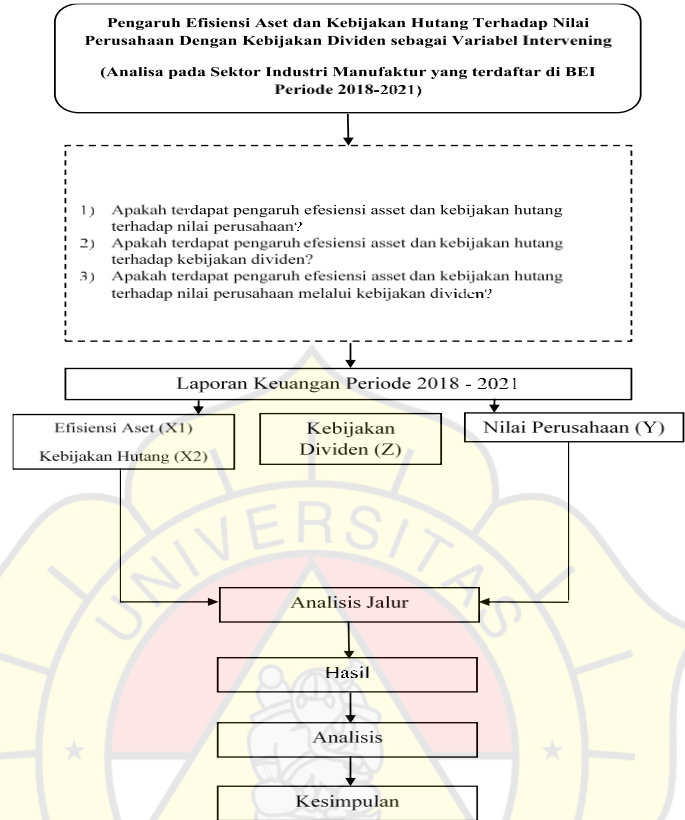 Pengaruh Efisiensi Aset dan Kebijakan Hutang Terhadap Nilai
Perusahaan Dengan Kebijakan Dividen sebagai Variabel Intervening
(Analisa pada Sektor Industri Manufaktur yang terdaftar di BEI
Periode 2018-2021)
1) Apakah terdapat pengaruh efesiensi asset dan kebijakan hutang
terhadap nilai perusahaan?
2) Apakah terdapat pengaruh efesiensi asset dan kebijakan hutang
terhadap kebijakan dividen?
3) Apakah terdapat pengaruh efesiensi asset dan kebijakan hutang
terhadap nilai perusahaan melalui kebijakan dividen?
Laporan Keuangan Periode 2018 - 2021
Efisiensi Aset (X1)
Kebijakan Hutang (X2)
Kebijakan
Dividen (Z)
Nilai Perusahaan (Y)
UNIVERSITAS
Analisis Jalur
Hasil
Analisis
Kesimpulan